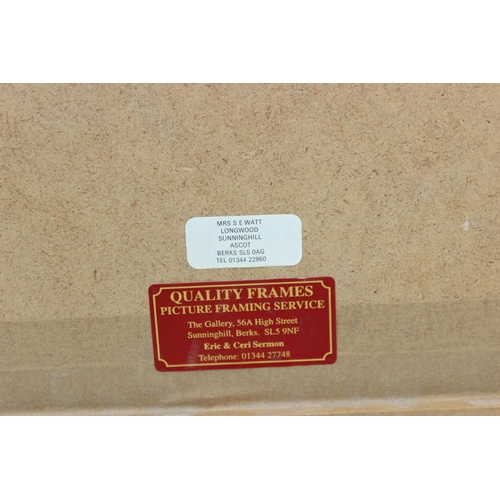 MRS S E WATT
LONGWOOD
SUNNINGHILL
ASCOT
BERKS SL5 0AG
TEL 01344 22860
QUALITY FRAMES
PICTURE FRAMING SERVICE
The Gallery, 56A High Street
Sunninghill, Berks. SL5 9NF
Eric & Ceri Sermon
Telephone: 01344 27748